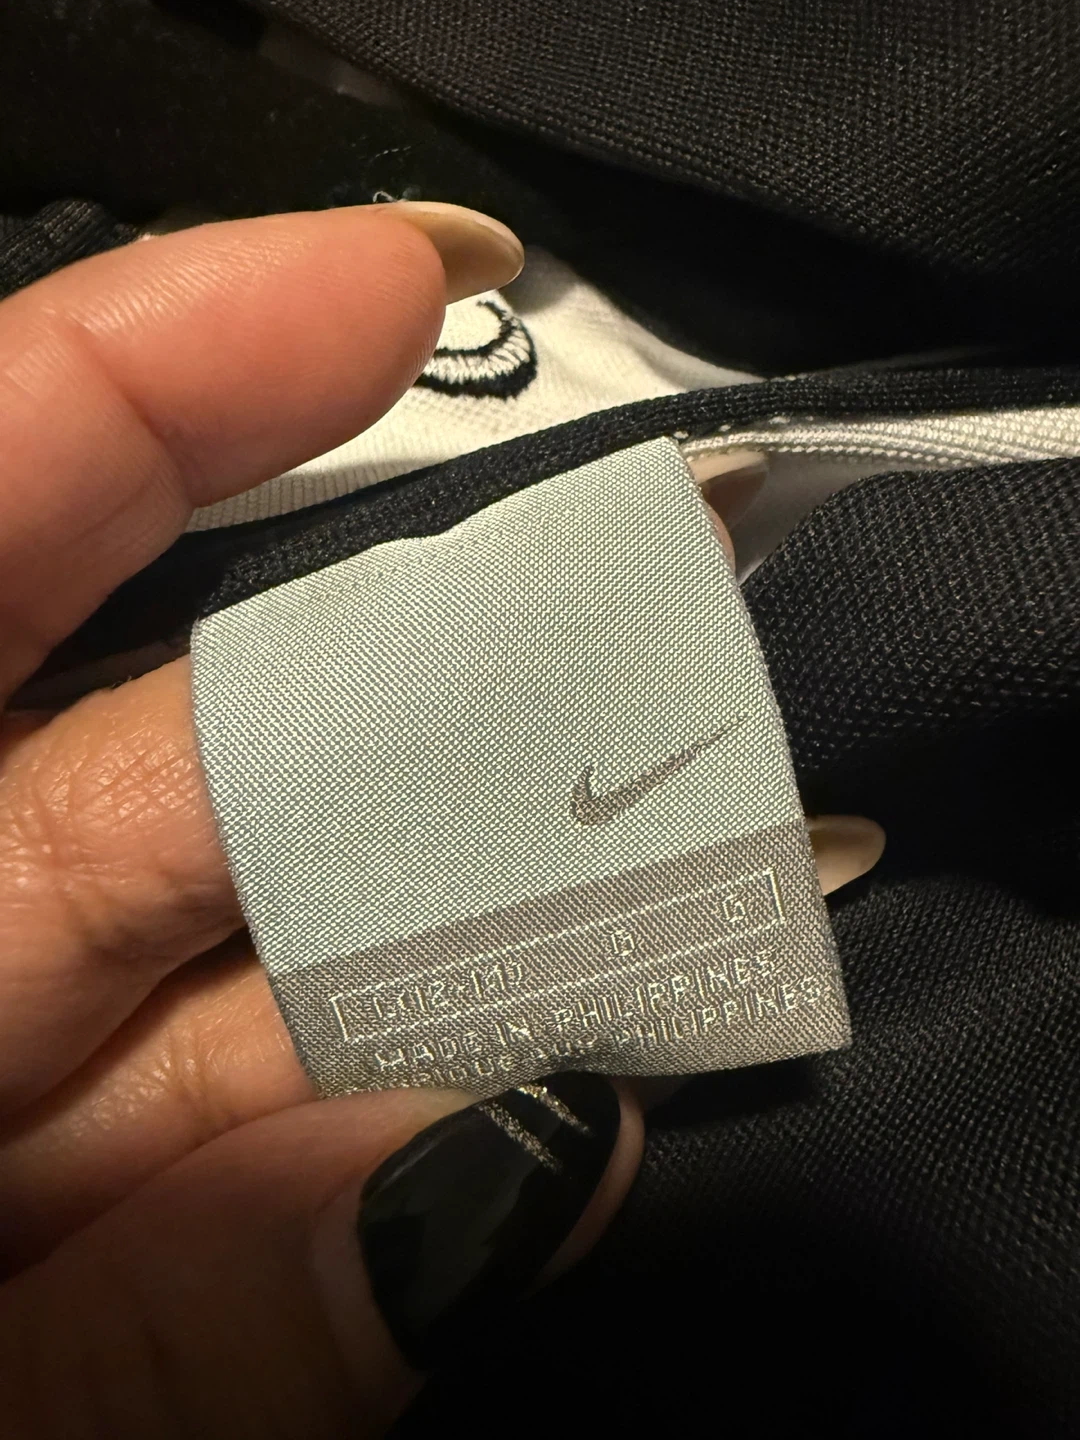 L (12-14) G G
MADE IN PHILIPPINES
PHILIPPINES